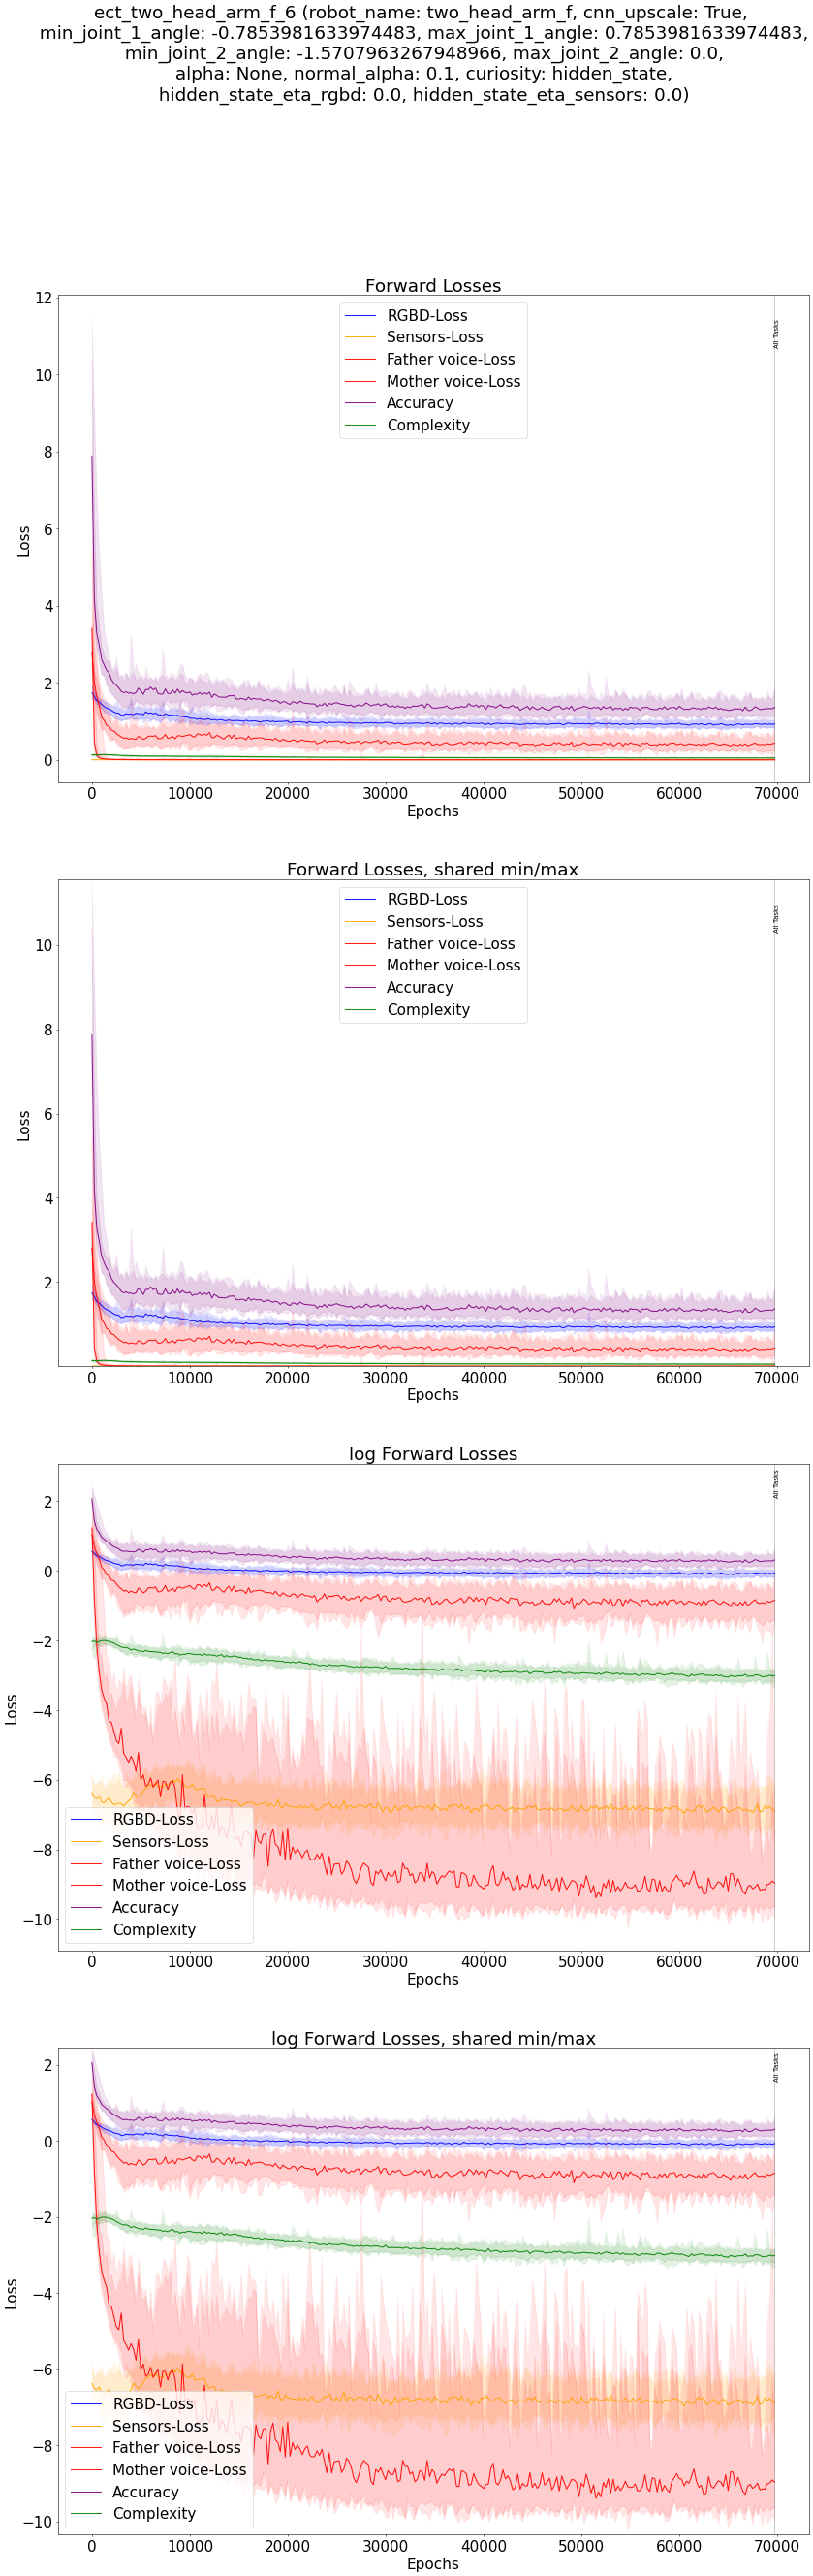 ect_two_head_arm_f_6 (robot_name: two_head_arm_f, cnn_upscale: True,
min_joint_1_angle: -0.7853981633974483, max_joint_1_angle: 0.7853981633974483,
min_joint_2_angle: -1.5707963267948966, max_joint_2_angle: 0.0,
alpha: None, normal_alpha: 0.1, curiosity: hidden_state,
hidden_state_eta_rgbd: 0.0, hidden_state_eta_sensors: 0.0)
Forward Losses
12
10
8
6
4
2
0
Loss
RGBD-Loss
Sensors-Loss
Father voice-Loss
Mother voice-Loss
Accuracy
Complexity
All Tasks
0 10000 20000 30000 40000 50000 60000 70000
Epochs
Forward Losses, shared min/max
10
8
6
4
2
Loss
RGBD-Loss
Sensors-Loss
Father voice-Loss
Mother voice-Loss
Accuracy
Complexity
All Tasks
0 10000 20000 30000 40000 50000 60000 70000
Epochs
log Forward Losses
2
0
−2
−4
−6
−8
−10
Loss
RGBD-Loss
Sensors-Loss
Father voice-Loss
Mother voice-Loss
Accuracy
Complexity
All Tasks
0 10000 20000 30000 40000 50000 60000 70000
Epochs
log Forward Losses, shared min/max
2
0
−2
−4
−6
−8
−10
Loss
RGBD-Loss
Sensors-Loss
Father voice-Loss
Mother voice-Loss
Accuracy
Complexity
All Tasks
0 10000 20000 30000 40000 50000 60000 70000
Epochs